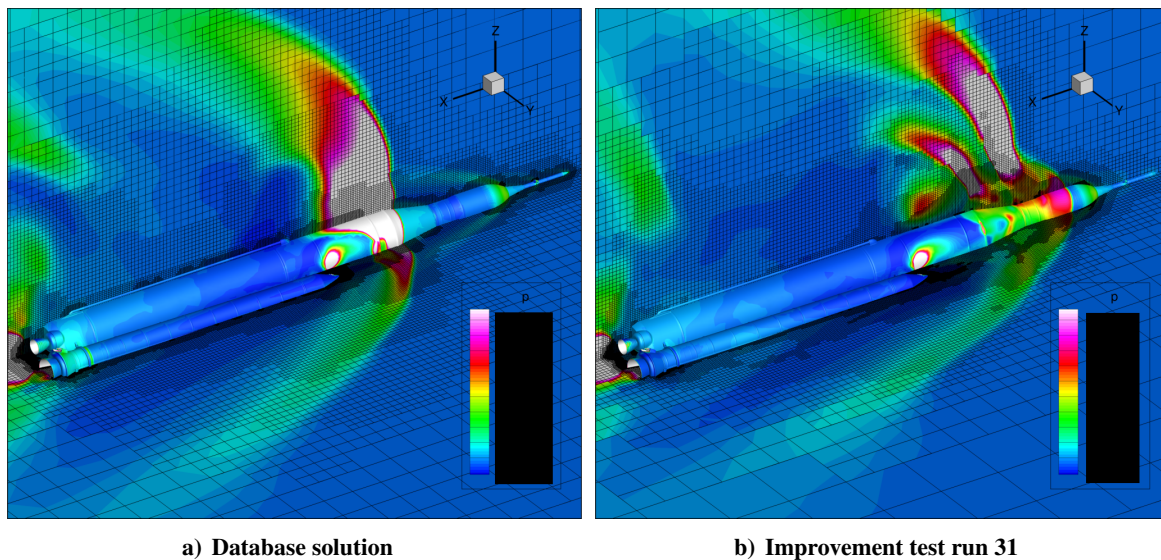 Z
X
Y
p
Z
X
Y
p
a) Database solution
b) Improvement test run 31